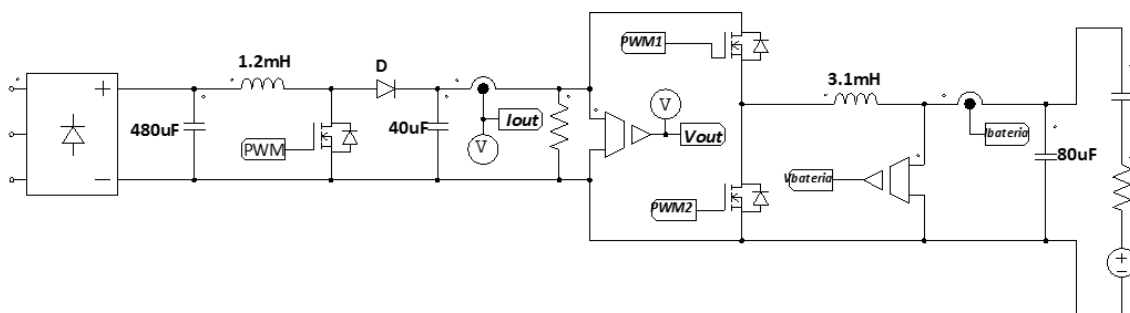 PWM1
1.2mH
D
3.1mH
V
480uF
40uF
Iout
Vout
Ibateria
PWM
V
80uF
Vbateria
PWM2